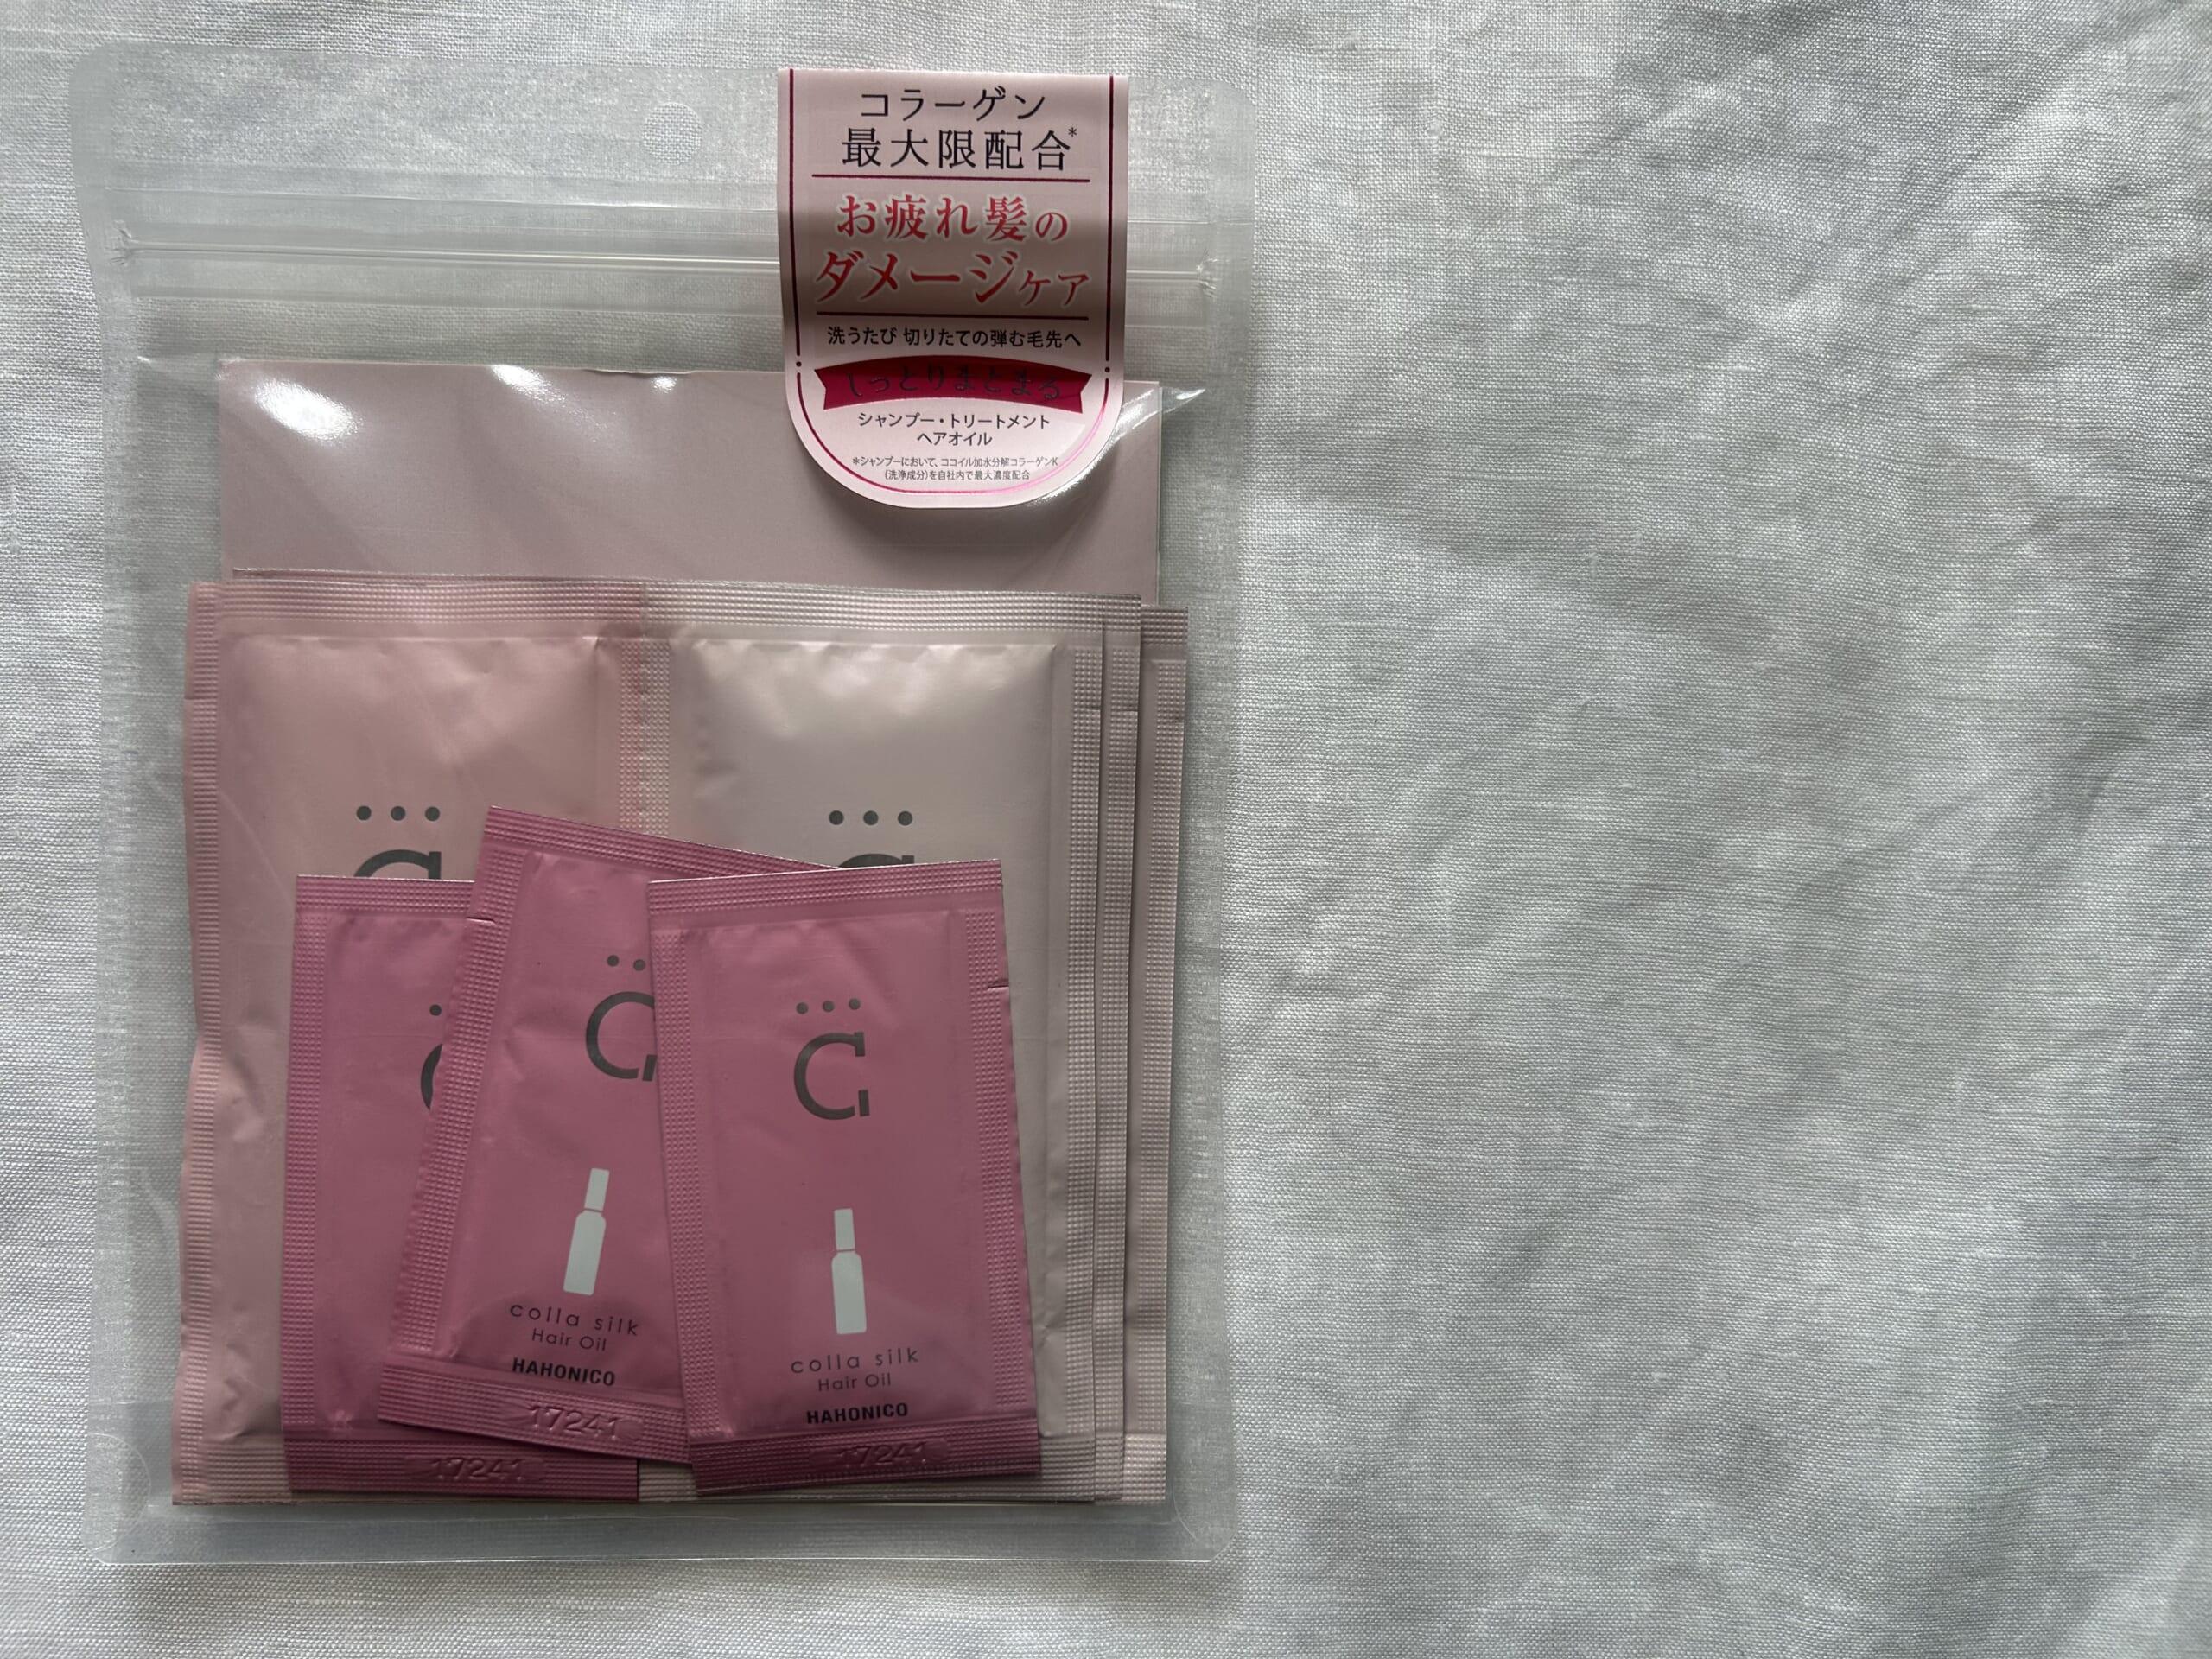 コラーゲン
最大限配合*
お疲れ髪の
ダメージケア
洗うたび 切りたての弾む毛先へ
しっとりまとまる
シャンプー・トリートメント
ヘアオイル
*シャンプーにおいて、ココイル加水分解コラーゲンK
(洗浄成分)を自社内で最大濃度配合
C
colla silk
Hair Oil
HAHONICO
17241
C
colla silk
Hair Oil
HAHONICO
17241
17241